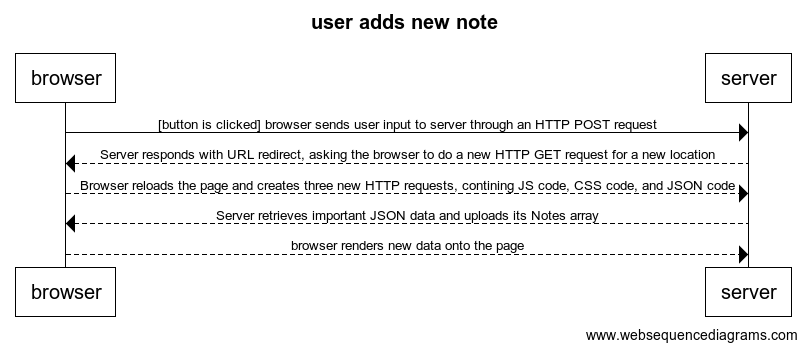 user adds new note
browser
server
[button is clicked] browser sends user input to server through an HTTP POST request
Server responds with URL redirect, asking the browser to do a new HTTP GET request for a new location
Browser reloads the page and creates three new HTTP requests, contining JS code, CSS code, and JSON code
Server retrieves important JSON data and uploads its Notes array
browser renders new data onto the page
browser
server
www.websequencediagrams.com